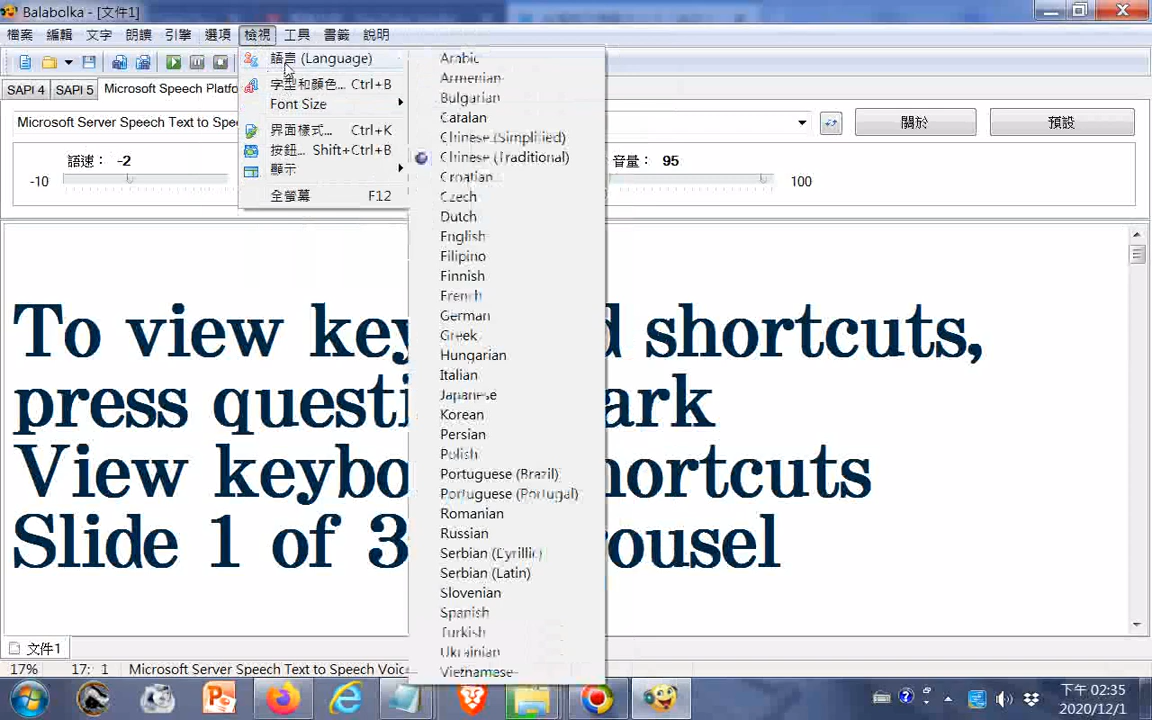 Balabolka - [文件1]
檔案 編輯 文字 朗讀 引擎 選項 檢視 工具 書籤 說明
SAPI 4 SAPI 5 Microsoft Speech Platfo
Microsoft Server Speech Text to Spe
關於 預設
語速： -2
音量： 95
-10
100
語言 (Language)
字型和顏色... Ctrl+B
Font Size
界面樣式... Ctrl+K
按鈕... Shift+Ctrl+B
顯示
全螢幕 F12
Arabic
Armenian
Bulgarian
Catalan
Chinese (Simplified)
Chinese (Traditional)
Croatian
Czech
Dutch
English
Filipino
Finnish
French
German
Greek
Hungarian
Italian
Japanese
Korean
Persian
Polish
Portuguese (Brazil)
Portuguese (Portugal)
Romanian
Russian
Serbian (Cyrillic)
Serbian (Latin)
Slovenian
Spanish
Turkish
Ukrainian
Vietnamese
To view key d shortcuts,
press questi ark
View keybo hortcuts
Slide 1 of 3 rousel
文件1
17% 17: 1 Microsoft Server Speech Text to Speech Voic
下午 02:35
2020/12/1